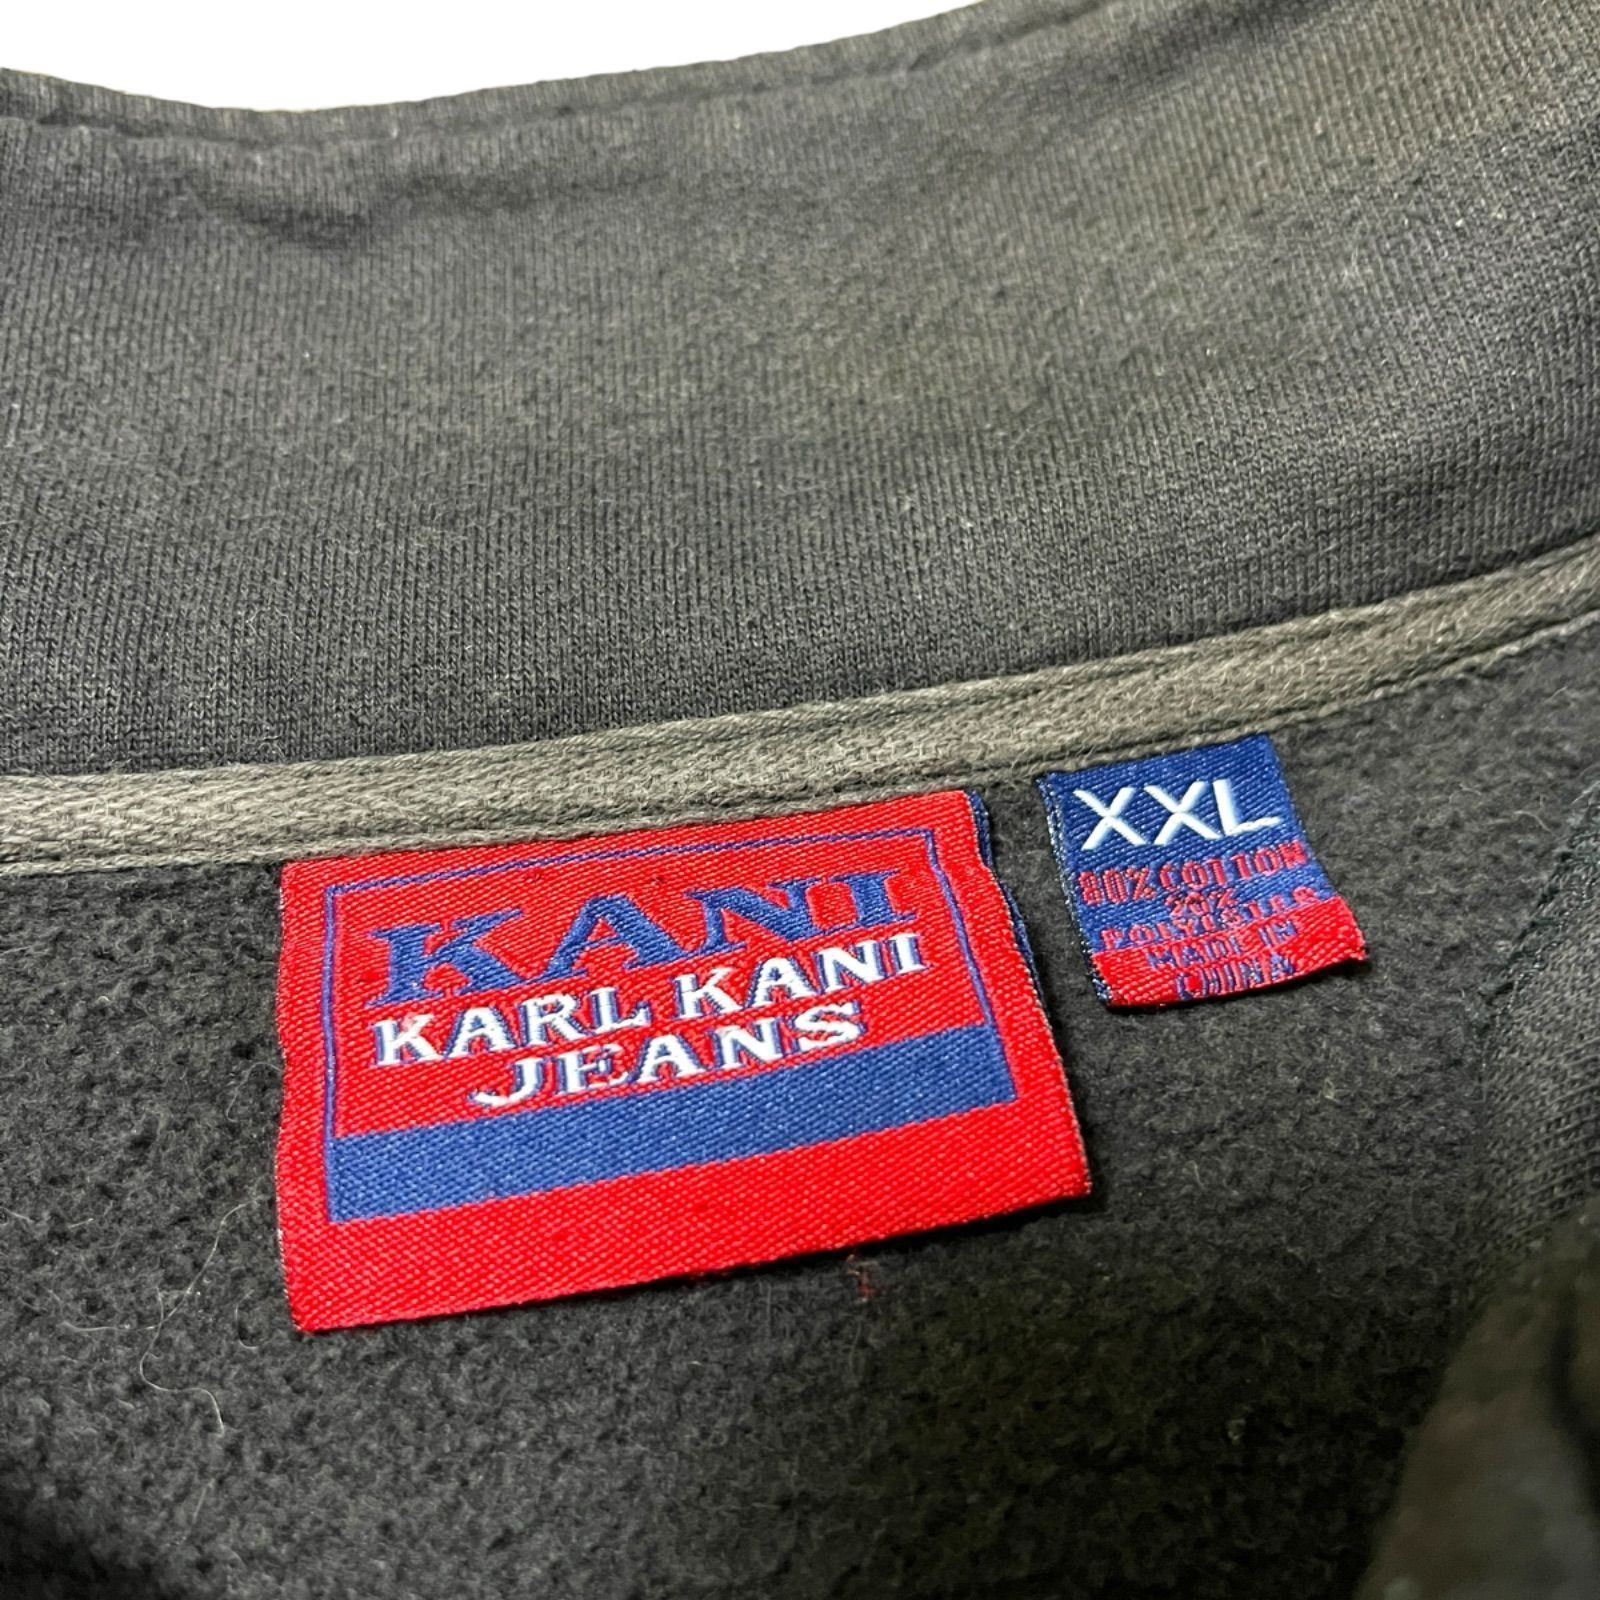 KANI
KARL KANI
JEANS
XXL
80% COTTON
20%
POLYESTER
MADE IN
CHINA